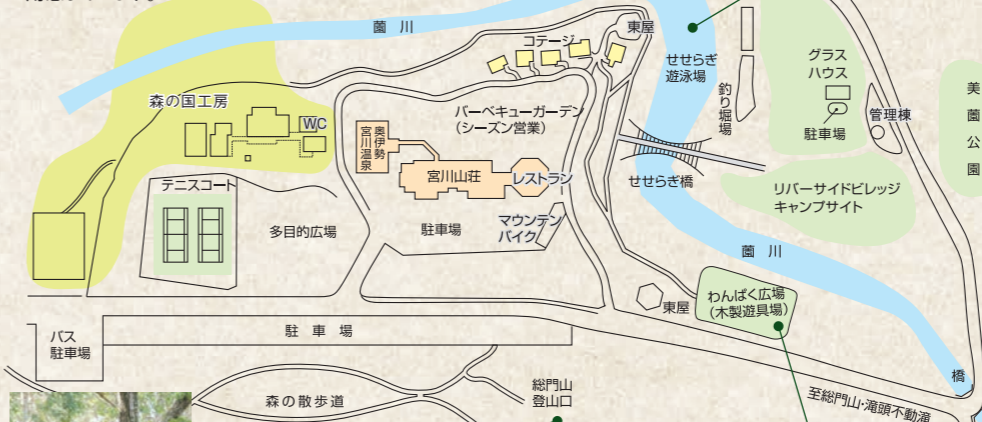 薗川
東屋
コテージ
せせらぎ
遊泳場
グラス
ハウス
釣り堀場
美薗公園
森の国工房
WC
バーベキューガーデン
(シーズン営業)
駐車場
管理棟
奥伊勢
宮川温泉
宮川山荘
レストラン
せせらぎ橋
テニスコート
リバーサイドビレッジ
キャンプサイト
多目的広場
駐車場
マウンテン
バイク
薗川
わんぱく広場
(木製遊具場)
東屋
バス
駐車場
駐車場
橋
総門山
登山口
森の散歩道
至総門山・滝頭不動滝